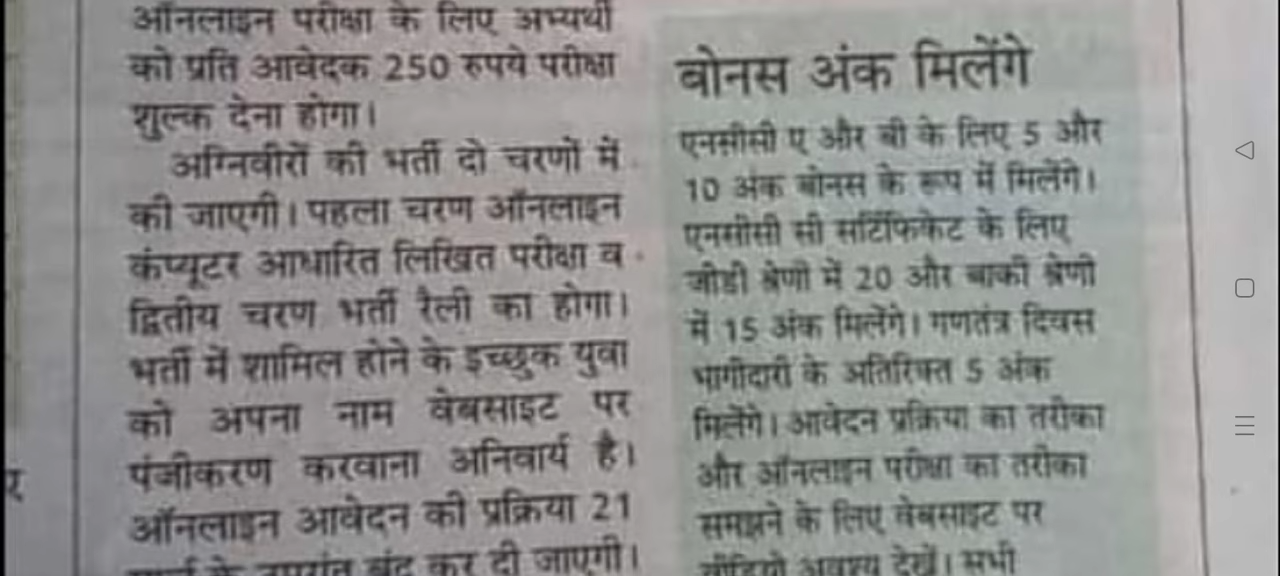 ऑनलाइन परीक्षा के लिए अभ्यर्थी
को प्रति आवेदक 250 रुपये परीक्षा
शुल्क देना होगा।
अग्निवीरों की भर्ती दो चरणों में
की जाएगी। पहला चरण ऑनलाइन
कंप्यूटर आधारित लिखित परीक्षा व
द्वितीय चरण भर्ती रैली का होगा।
भर्ती में शामिल होने के इच्छुक युवा
को अपना नाम वेबसाइट पर
पंजीकरण करवाना अनिवार्य है।
ऑनलाइन आवेदन की प्रक्रिया 21
के उपरांत बंद कर दी जाएगी।
बोनस अंक मिलेंगे
एनसीसी ए और बी के लिए 5 और
10 अंक बोनस के रूप में मिलेंगे।
एनसीसी सी सर्टिफिकेट के लिए
जीडी श्रेणी में 20 और बाकी श्रेणी
में 15 अंक मिलेंगे। गणतंत्र दिवस
भागीदारी के अतिरिक्त 5 अंक
मिलेंगे। आवेदन प्रक्रिया का तरीका
और ऑनलाइन परीक्षा का तरीका
समझने के लिए वेबसाइट पर
वीडियो अवश्य देखें। सभी
र